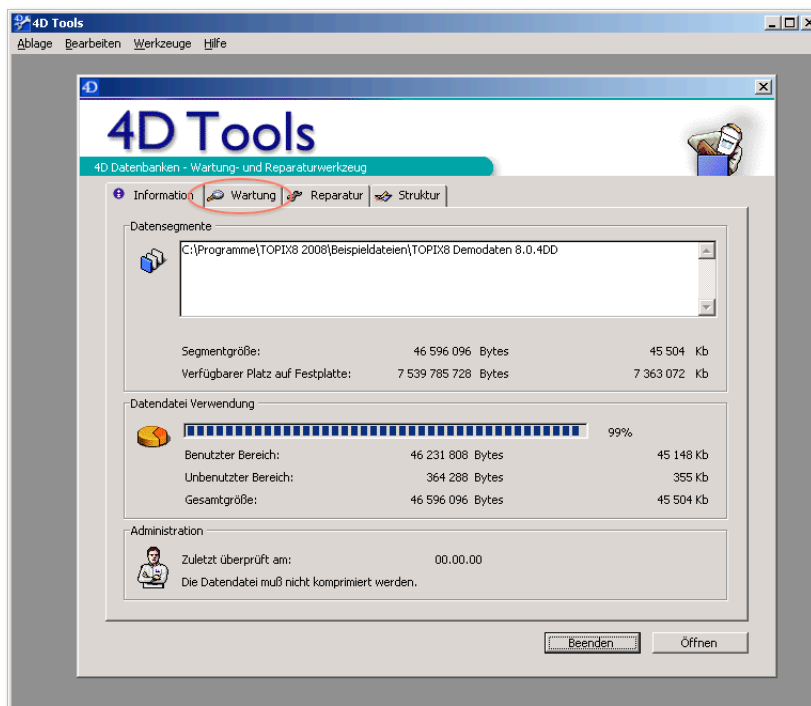 4D Tools
Ablage Bearbeiten Werkzeuge Hilfe
4D
4D Tools
4D Datenbanken - Wartung- und Reparaturwerkzeug
Information Wartung Reparatur Struktur
Datensegmente
C:\Programme\TOPIX8 2008\Beispieldateien\TOPIX8 Demodaten 8.0.4DD
Segmentgröße: 46 596 096 Bytes 45 504 Kb
Verfügbarer Platz auf Festplatte: 7 539 785 728 Bytes 7 363 072 Kb
Datendatei Verwendung
99%
Benutzter Bereich: 46 231 808 Bytes 45 148 Kb
Unbenutzter Bereich: 364 288 Bytes 355 Kb
Gesamtgröße: 46 596 096 Bytes 45 504 Kb
Administration
Zuletzt überprüft am: 00.00.00
Die Datendatei muß nicht komprimiert werden.
Beenden Öffnen